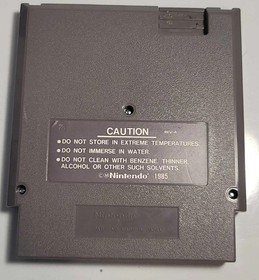 CAUTION
• DO NOT STORE IN EXTREME TEMPERATURES.
• DO NOT IMMERSE IN WATER.
• DO NOT CLEAN WITH BENZENE, THINNER
ALCOHOL OR OTHER SUCH SOLVENTS.
©Nintendo 1985